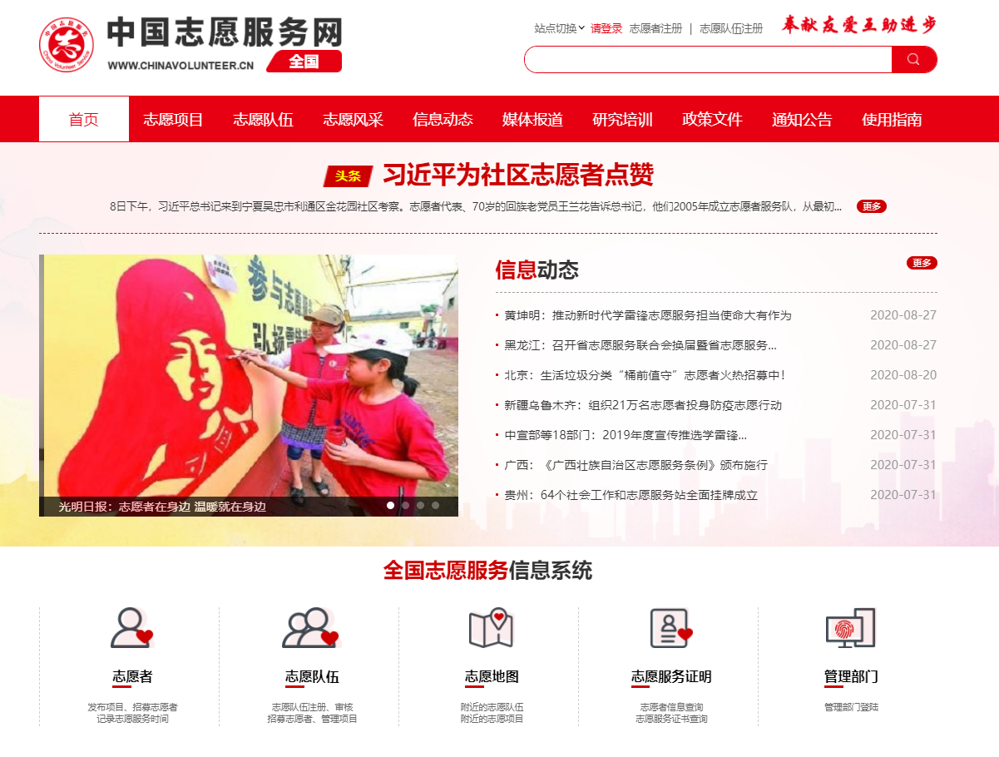 中国志愿服务网
WWW.CHINAVOLUNTEER.CN
全国
站点切换 请登录 志愿者注册 | 志愿队伍注册
奉献友爱互助进步
首页 志愿项目 志愿队伍 志愿风采 信息动态 媒体报道 研究培训 政策文件 通知公告 使用指南
头条 习近平为社区志愿者点赞
8日下午，习近平总书记来到宁夏吴忠市利通区金花园社区考察。志愿者代表、70岁的回族老党员王兰花告诉总书记，他们2005年成立志愿者服务队，从最初... 更多
参与志愿
弘扬雷锋
光明日报：志愿者在身边 温暖就在身边
信息动态 更多
黄坤明：推动新时代学雷锋志愿服务担当使命大有作为 2020-08-27
黑龙江：召开省志愿服务联合会换届暨省志愿服务... 2020-08-27
北京：生活垃圾分类“桶前值守”志愿者火热招募中！ 2020-08-20
新疆乌鲁木齐：组织21万名志愿者投身防疫志愿行动 2020-07-31
中宣部等18部门：2019年度宣传推选学雷锋... 2020-07-31
广西：《广西壮族自治区志愿服务条例》颁布施行 2020-07-31
贵州：64个社会工作和志愿服务站全面挂牌成立 2020-07-31
全国志愿服务信息系统
志愿者
发布项目、招募志愿者
记录志愿服务时间
志愿队伍
志愿队伍注册、审核
招募志愿者、管理项目
志愿地图
附近的志愿队伍
附近的志愿项目
志愿服务证明
志愿者信息查询
志愿服务证书查询
管理部门
管理部门登陆